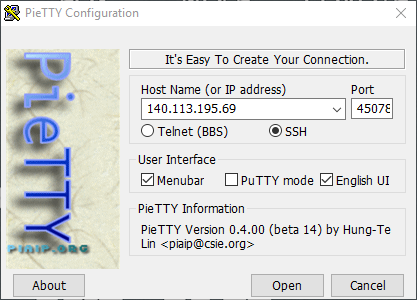 PieTTY Configuration
PieTTY
PIAIP.ORG
It's Easy To Create Your Connection.
Host Name (or IP address) Port
140.113.195.69 45078
Telnet (BBS) SSH
User Interface
Menubar PuTTY mode English UI
PieTTY Information
PieTTY Version 0.4.00 (beta 14) by Hung-Te
Lin <piaip@csie.org>
About Open Cancel